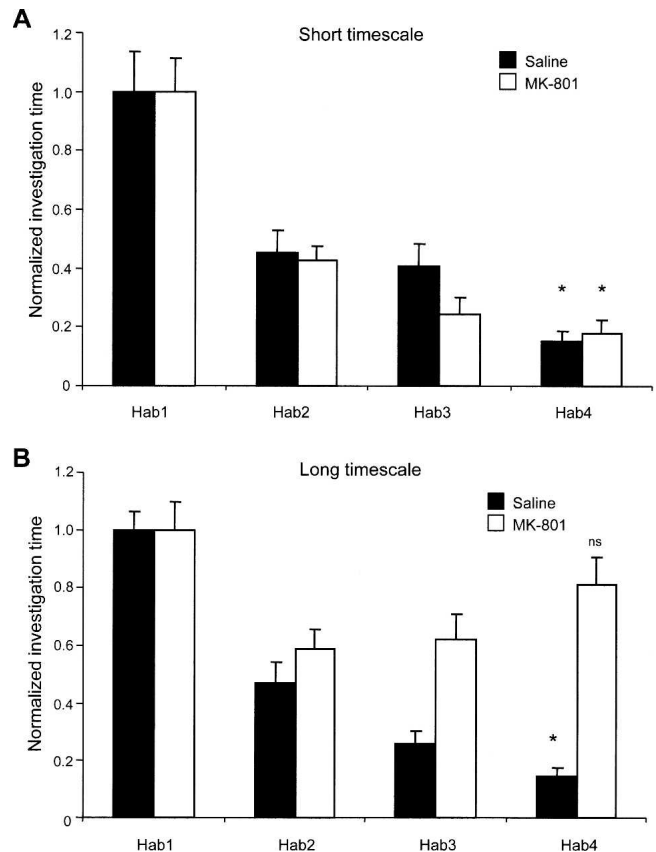 A
Short timescale
Normalized investigation time
1.2
1.0
0.8
0.6
0.4
0.2
0
Saline
MK-801
* *
Hab1 Hab2 Hab3 Hab4
B
Long timescale
Normalized investigation time
1.2
1.0
0.8
0.6
0.4
0.2
0
Saline
MK-801
ns
*
Hab1 Hab2 Hab3 Hab4